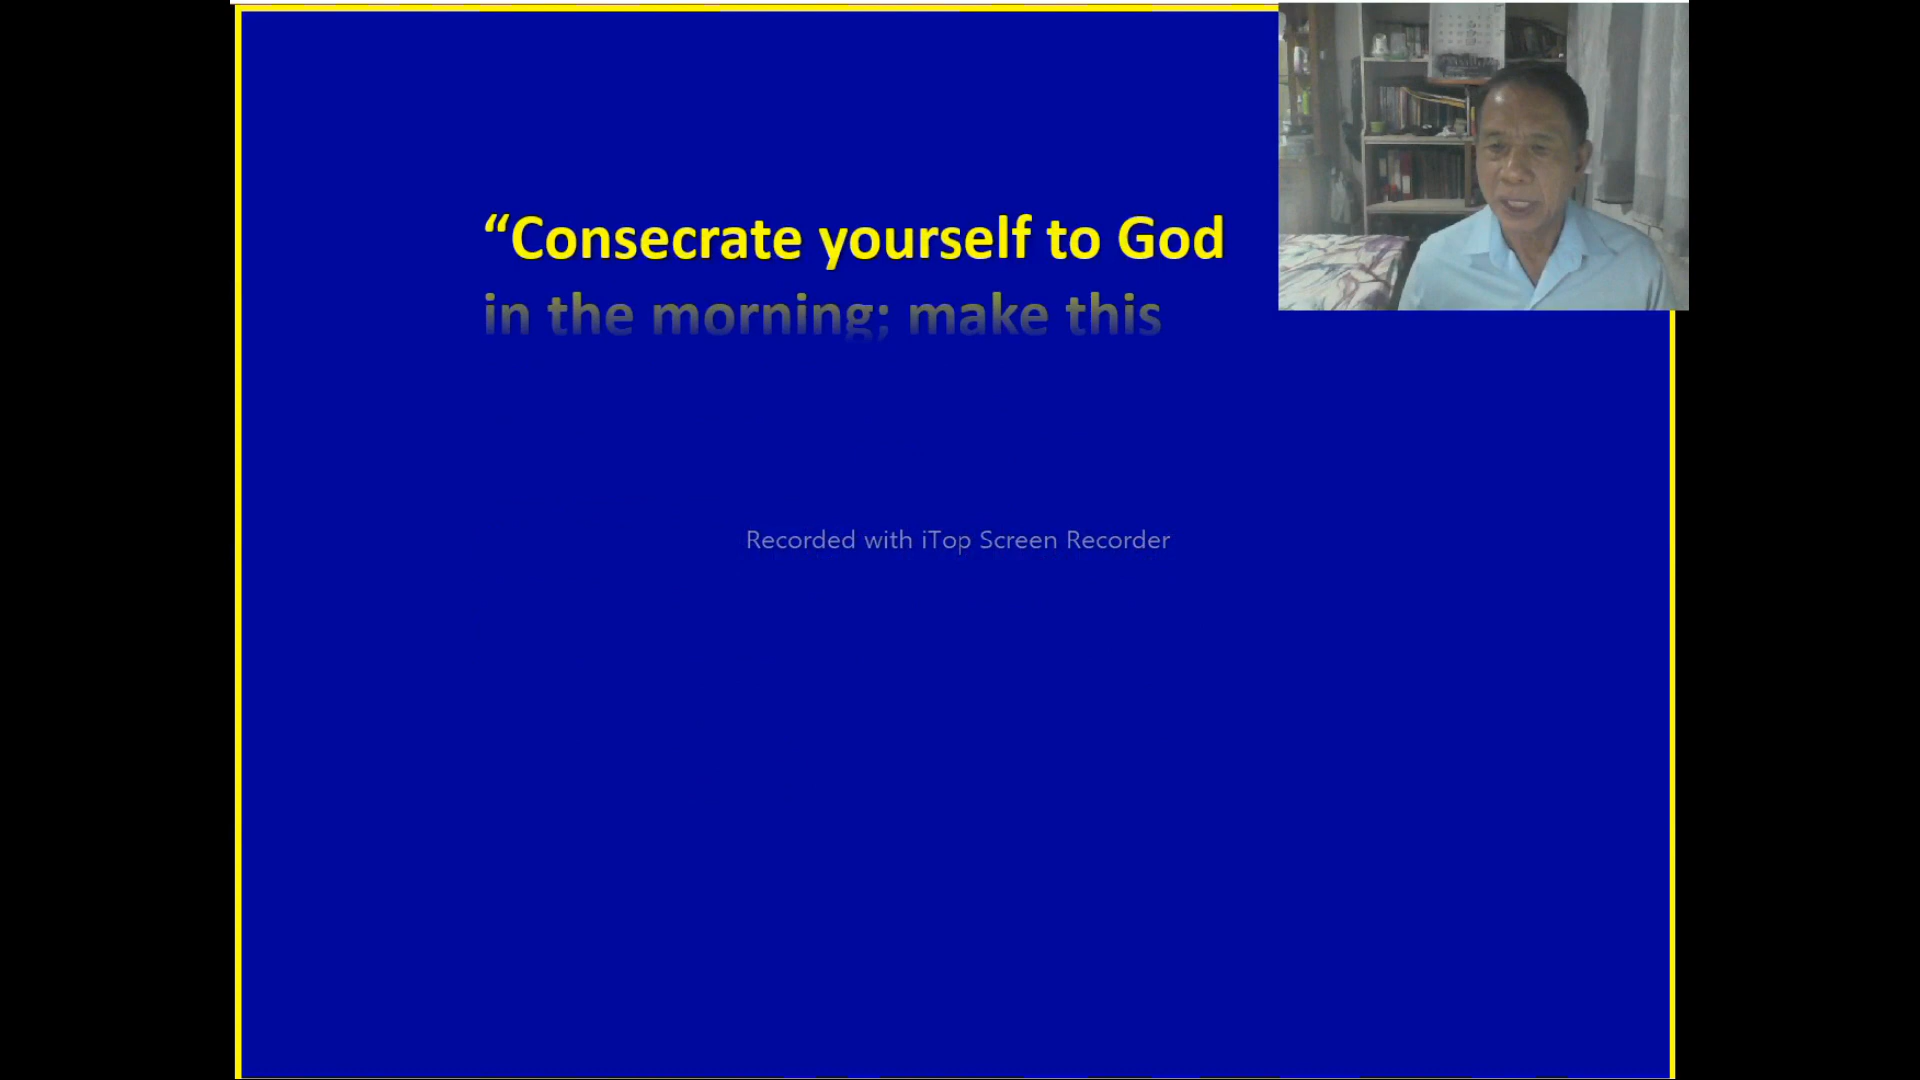 “Consecrate yourself to God
in the morning; make this
Recorded with iTop Screen Recorder